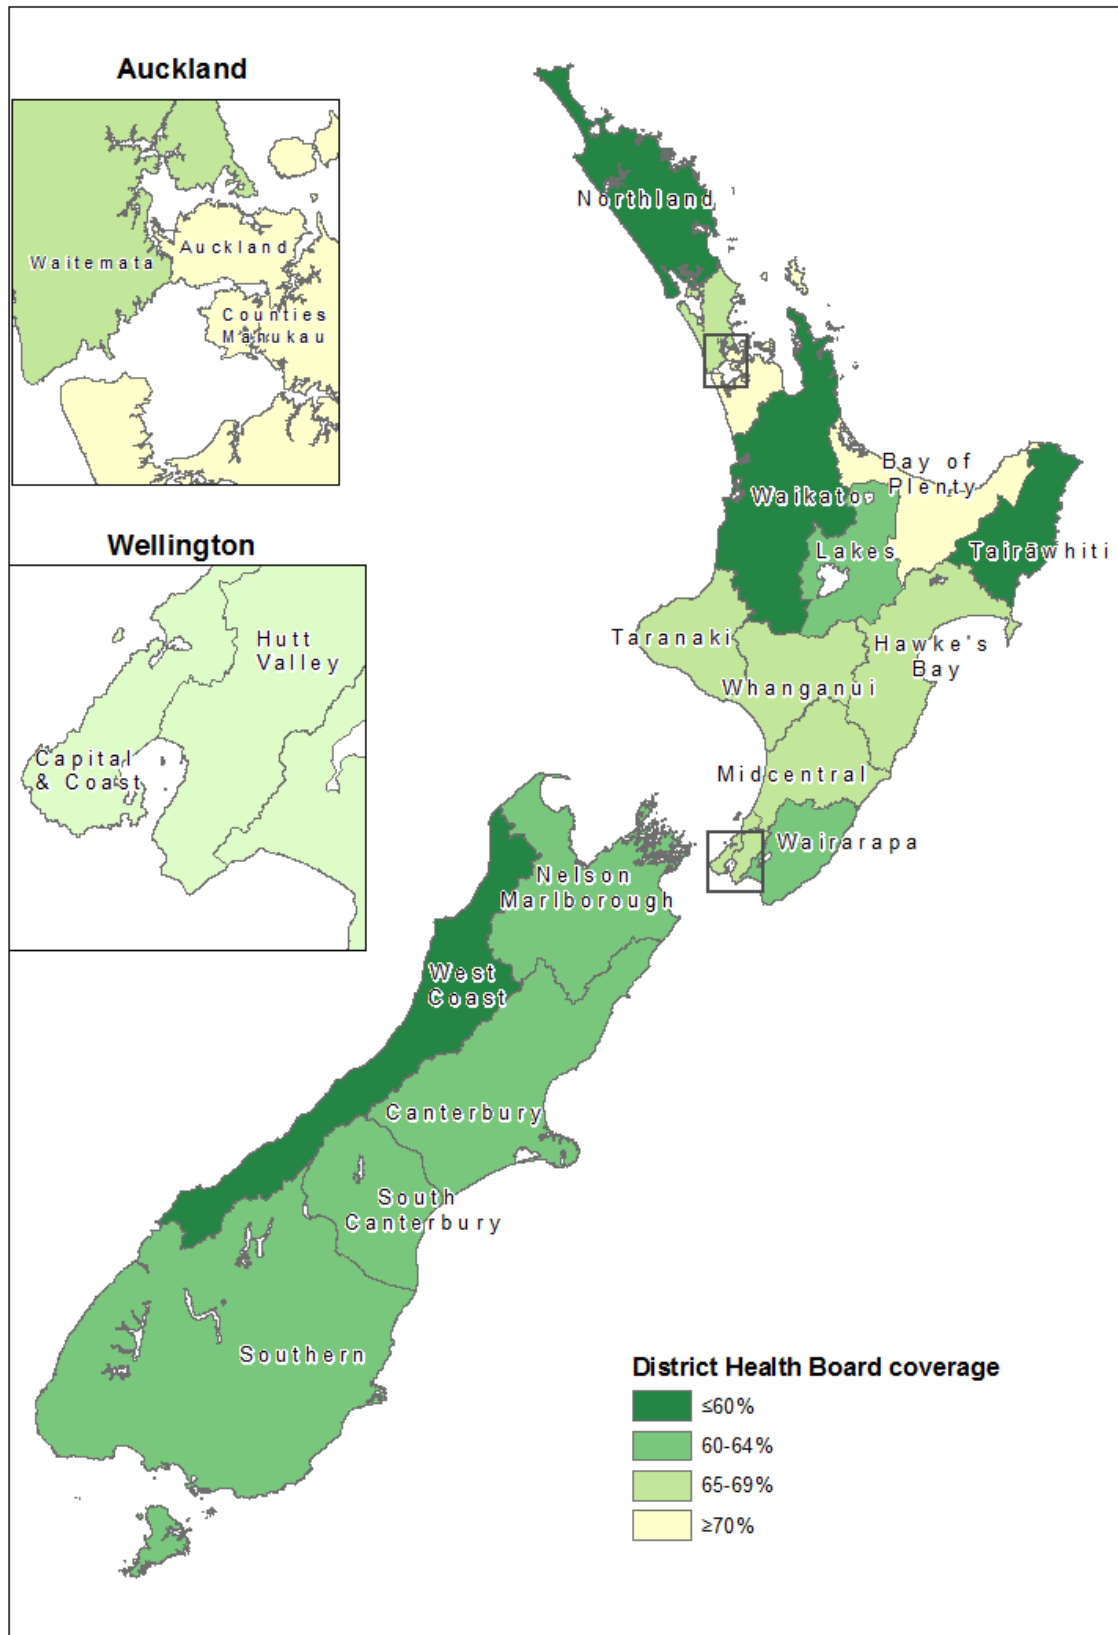 Auckland
Waitemata
Auckland
Counties
Manukau
Wellington
Hutt
Valley
Capital
& Coast
Northland
Bay of
Plenty
Waikato
Lakes
Tairāwhiti
Taranaki
Hawke's
Bay
Whanganui
Midcentral
Wairarapa
Nelson
Marlborough
West
Coast
Canterbury
South
Canterbury
Southern
District Health Board coverage
≤60%
60-64%
65-69%
≥70%